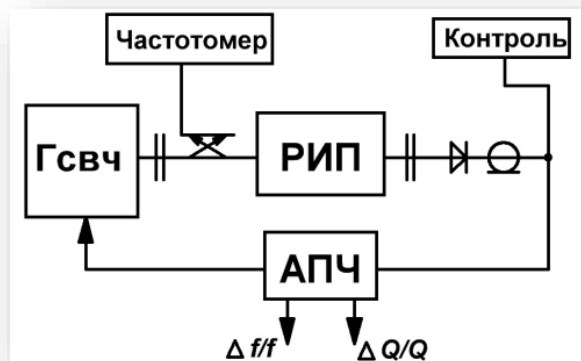 Частотомер
Контроль
Гсвч
РИП
АПЧ
Δ f/f
Δ Q/Q